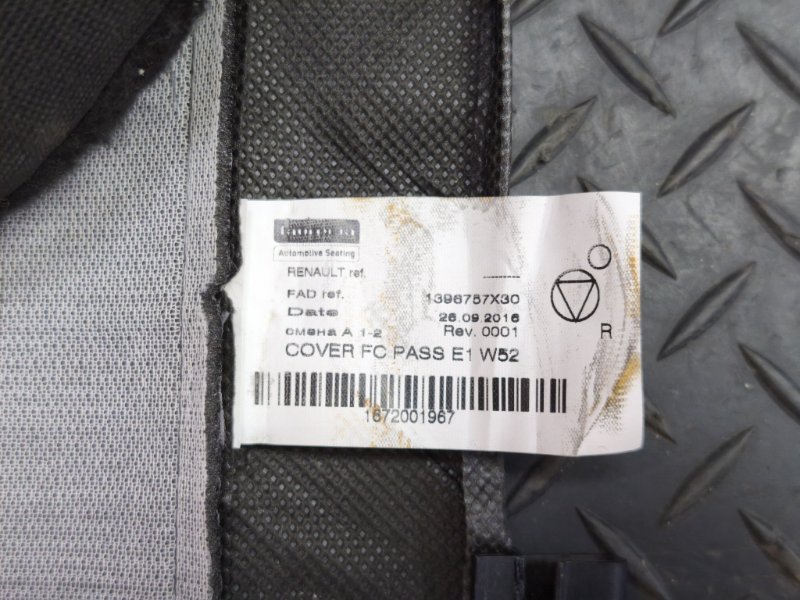 Automotive Seating
RENAULT ref. ------
FAD ref. 1396757X30
Date 26.09.2016
смена А 1-2 Rev. 0001
COVER FC PASS E1 W52
1672001967
R